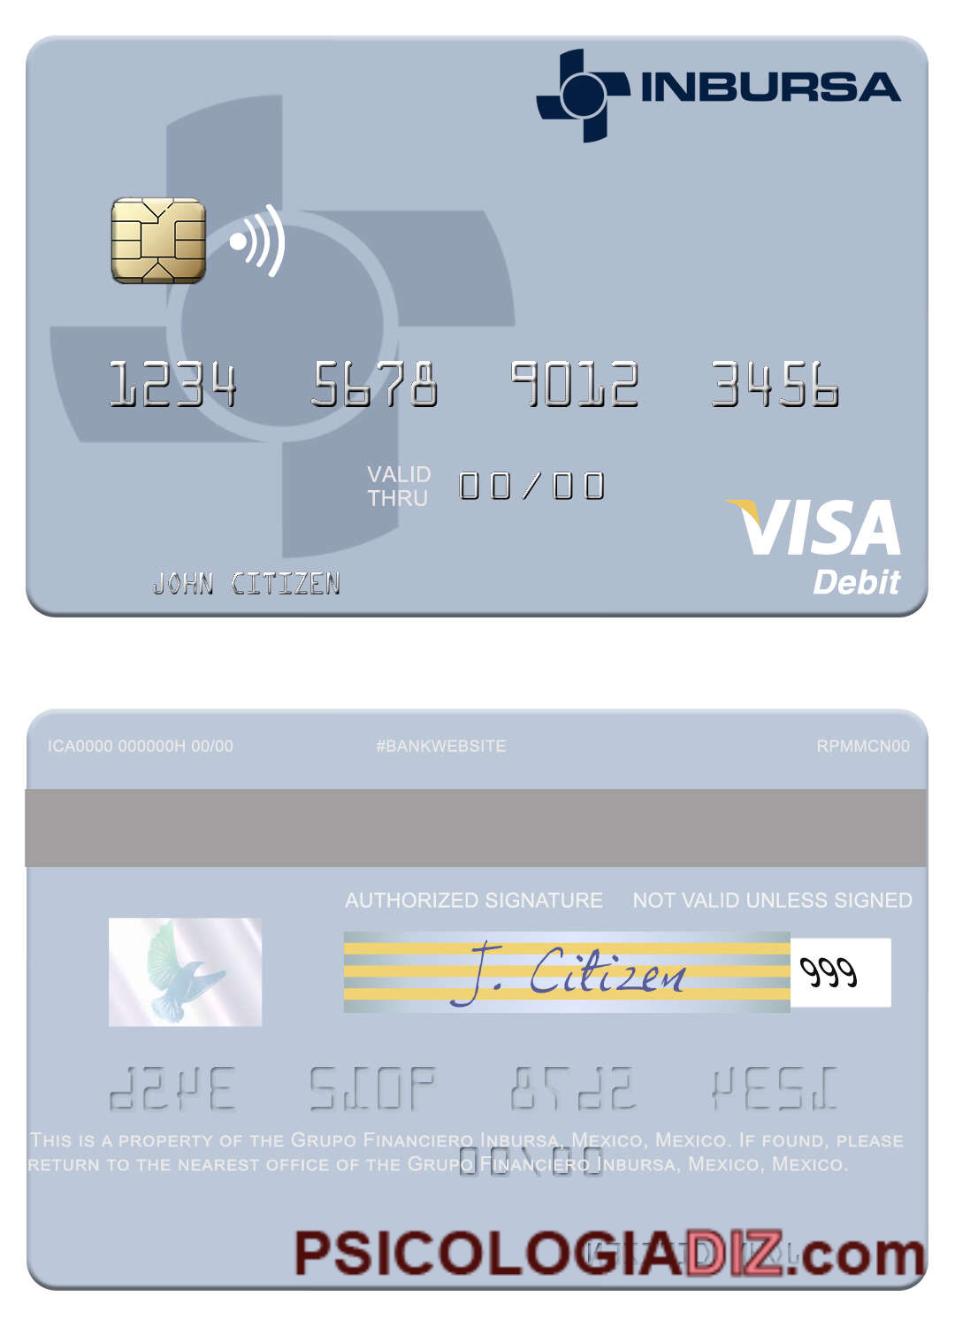 INBURSA
1234 5678 9012 3456
VALID THRU 00/00
VISA
Debit
JOHN CITIZEN
ICA0000 000000H 00/00 #BANKWEBSITE RPMMCN00
AUTHORIZED SIGNATURE NOT VALID UNLESS SIGNED
J. Citizen 999
THIS IS A PROPERTY OF THE GRUPO FINANCIERO INBURSA, MEXICO, MEXICO. IF FOUND, PLEASE
RETURN TO THE NEAREST OFFICE OF THE GRUPO FINANCIERO INBURSA, MEXICO, MEXICO.
PSICOLOGIADIZ.com